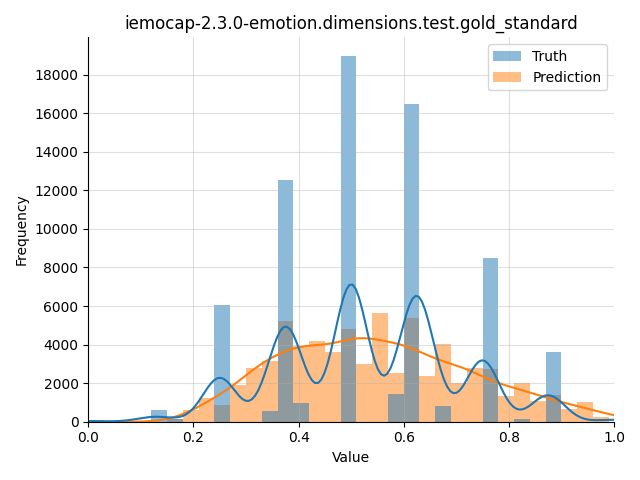 iemocap-2.3.0-emotion.dimensions.test.gold_standard
Truth
Prediction
Frequency
18000
16000
14000
12000
10000
8000
6000
4000
2000
0
0.0 0.2 0.4 0.6 0.8 1.0
Value